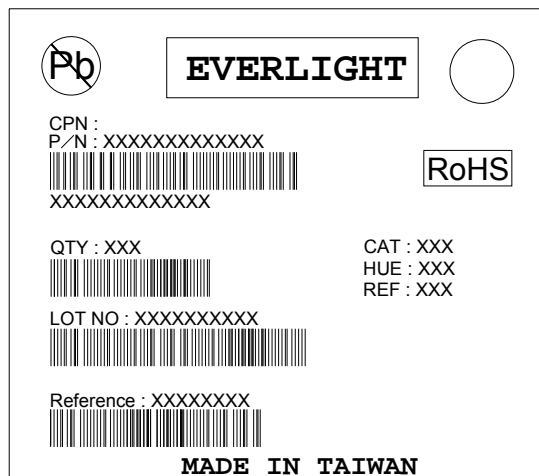 Pb
EVERLIGHT
CPN :
P/N : XXXXXXXXXXXXX
RoHS
XXXXXXXXXXXXX
QTY : XXX
CAT : XXX
HUE : XXX
REF : XXX
LOT NO : XXXXXXXXXX
Reference : XXXXXXXX
MADE IN TAIWAN